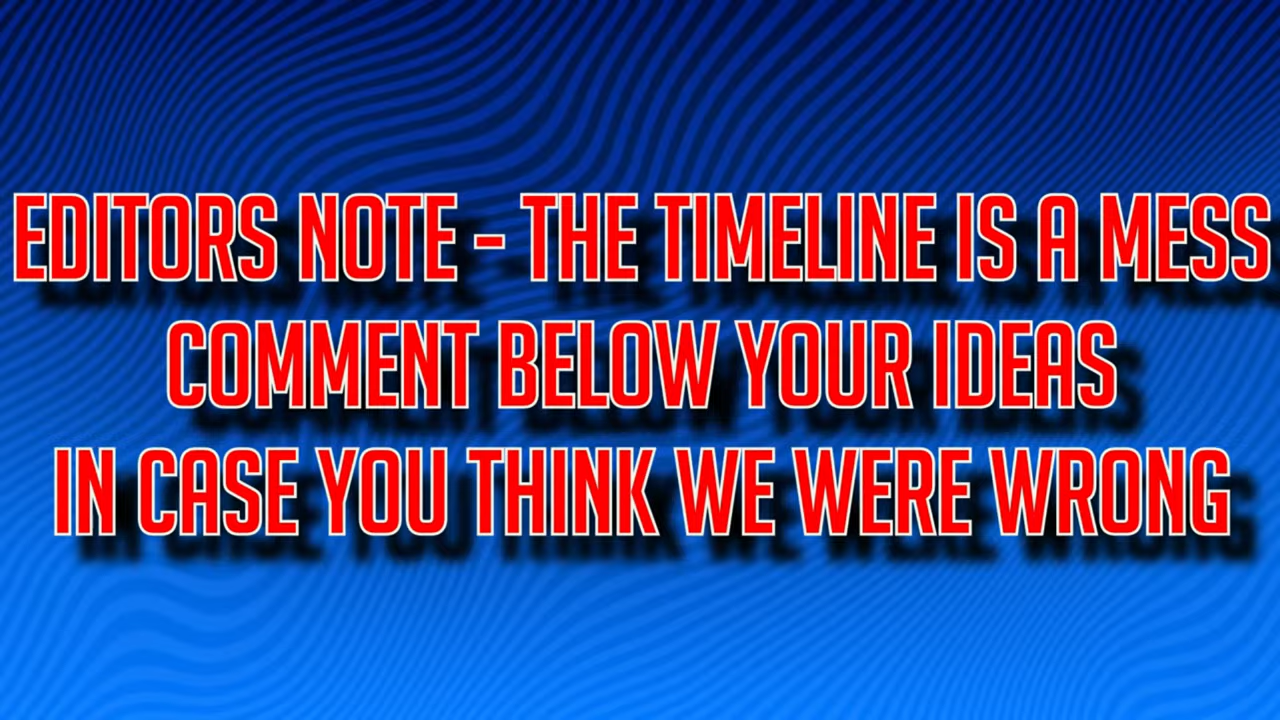 EDITORS NOTE - THE TIMELINE IS A MESS
COMMENT BELOW YOUR IDEAS
IN CASE YOU THINK WE WERE WRONG